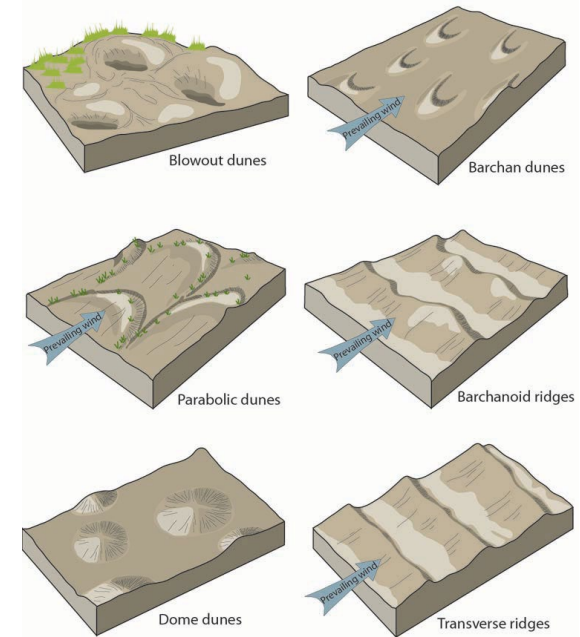 Blowout dunes
Prevailing wind
Barchan dunes
Prevailing wind
Parabolic dunes
Prevailing wind
Barchanoid ridges
Dome dunes
Prevailing wind
Transverse ridges